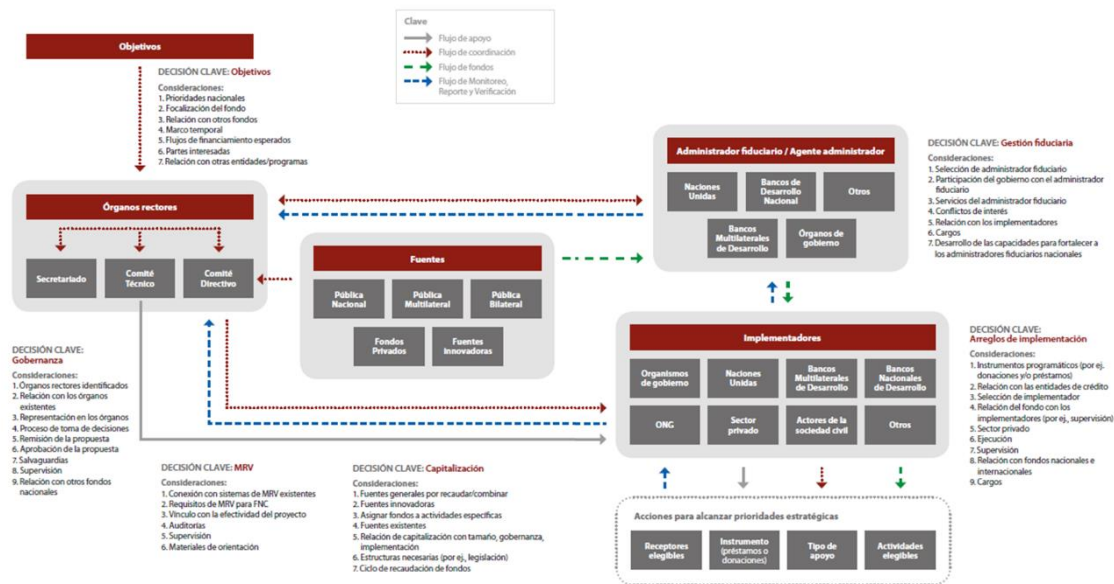 Clave
Flujo de apoyo
Flujo de coordinación
Flujo de fondos
Flujo de Monitoreo,
Reporte y Verificación
Objetivos
DECISIÓN CLAVE: Objetivos
Consideraciones:
1. Prioridades nacionales
2. Focalización del fondo
3. Relación con otros fondos
4. Marco temporal
5. Flujos de financiamiento esperados
6. Partes interesadas
7. Relación con otras entidades/programas
Órganos rectores
Secretariado
Comité
Técnico
Comité
Directivo
Fuentes
Pública
Nacional
Pública
Multilateral
Pública
Bilateral
Fondos
Privados
Fuentes
Innovadoras
Administrador fiduciario / Agente administrador
Naciones
Unidas
Bancos de
Desarrollo
Nacional
Otros
Bancos
Multilaterales
de Desarrollo
Órganos de
gobierno
DECISIÓN CLAVE: Gestión fiduciaria
Consideraciones:
1. Selección de administrador fiduciario
2. Participación del gobierno con el administrador
fiduciario
3. Servicios del administrador fiduciario
4. Conflictos de interés
5. Relación con los implementadores
6. Cargos
7. Desarrollo de las capacidades para fortalecer a
los administradores fiduciarios nacionales
Implementadores
Organismos
de gobierno
Naciones
Unidas
Bancos
Multilaterales
de Desarrollo
Bancos
Nacionales de
Desarrollo
ONG
Sector
privado
Actores de la
sociedad civil
Otros
DECISIÓN CLAVE:
Arreglos de implementación
Consideraciones:
1. Instrumentos programáticos (por ej.
donaciones y/o préstamos)
2. Relación con las entidades de crédito
3. Selección de implementador
4. Relación del fondo con los
implementadores (por ej., supervisión)
5. Sector privado
6. Ejecución
7. Supervisión
8. Relación con fondos nacionales e
internacionales
9. Cargos
DECISIÓN CLAVE:
Gobernanza
Consideraciones:
1. Órganos rectores identificados
2. Relación con los órganos
existentes
3. Representación en los órganos
4. Proceso de toma de decisiones
5. Remisión de la propuesta
6. Aprobación de la propuesta
7. Salvaguardias
8. Supervisión
9. Relación con otros fondos
nacionales
DECISIÓN CLAVE: MRV
Consideraciones:
1. Conexión con sistemas de MRV existentes
2. Requisitos de MRV para FNC
3. Vínculo con la efectividad del proyecto
4. Auditorías
5. Supervisión
6. Materiales de orientación
DECISIÓN CLAVE: Capitalización
Consideraciones:
1. Fuentes generales por recaudar/combinar
2. Fuentes innovadoras
3. Asignar fondos a actividades específicas
4. Fuentes existentes
5. Relación de capitalización con tamaño, gobernanza,
implementación
6. Estructuras necesarias (por ej., legislación)
7. Ciclo de recaudación de fondos
Acciones para alcanzar prioridades estratégicas
Receptores
elegibles
Instrumento
(préstamos o
donaciones)
Tipo de
apoyo
Actividades
elegibles